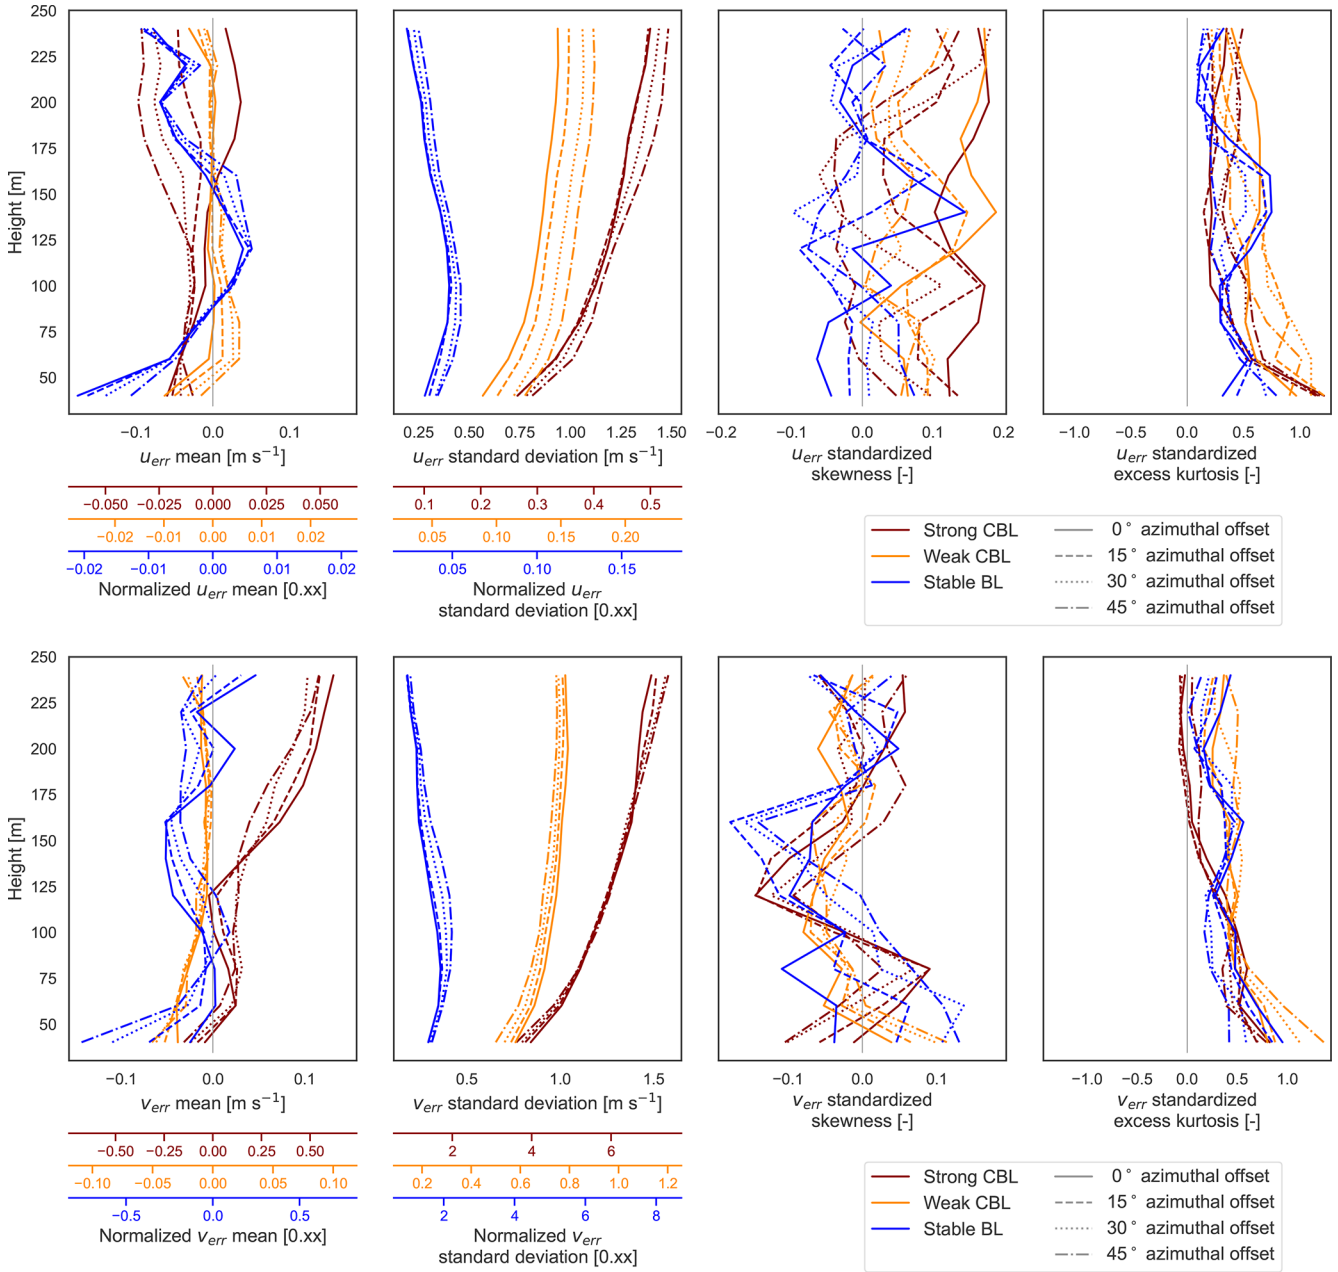 250
225
200
175
150
125
100
75
50
Height [m]
−0.1 0.0 0.1
u_err mean [m s⁻¹]
0.25 0.50 0.75 1.00 1.25 1.50
u_err standard deviation [m s⁻¹]
−0.2 −0.1 0.0 0.1 0.2
u_err standardized
skewness [-]
−1.0 −0.5 0.0 0.5 1.0
u_err standardized
excess kurtosis [-]
−0.050 −0.025 0.000 0.025 0.050
−0.02 −0.01 0.00 0.01 0.02
−0.02 −0.01 0.00 0.01 0.02
Normalized u_err mean [0.xx]
0.1 0.2 0.3 0.4 0.5
0.05 0.10 0.15 0.20
0.05 0.10 0.15
Normalized u_err
standard deviation [0.xx]
Strong CBL
Weak CBL
Stable BL
0° azimuthal offset
15° azimuthal offset
30° azimuthal offset
45° azimuthal offset
250
225
200
175
150
125
100
75
50
Height [m]
−0.1 0.0 0.1
v_err mean [m s⁻¹]
0.5 1.0 1.5
v_err standard deviation [m s⁻¹]
−0.1 0.0 0.1
v_err standardized
skewness [-]
−1.0 −0.5 0.0 0.5 1.0
v_err standardized
excess kurtosis [-]
−0.50 −0.25 0.00 0.25 0.50
−0.10 −0.05 0.00 0.05 0.10
−0.5 0.0 0.5
Normalized v_err mean [0.xx]
2 4 6
0.2 0.4 0.6 0.8 1.0 1.2
2 4 6 8
Normalized v_err
standard deviation [0.xx]
Strong CBL
Weak CBL
Stable BL
0° azimuthal offset
15° azimuthal offset
30° azimuthal offset
45° azimuthal offset